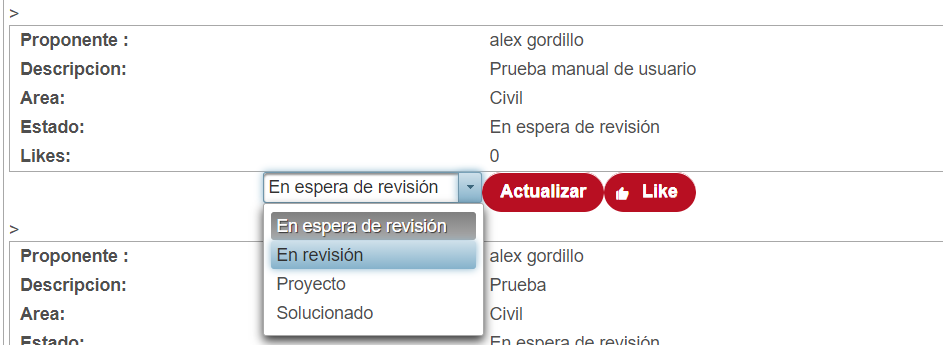 >
Proponente : alex gordillo
Descripcion: Prueba manual de usuario
Area: Civil
Estado: En espera de revisión
Likes: 0
En espera de revisión Actualizar Like
En espera de revisión
En revisión
Proyecto
Solucionado
>
Proponente : alex gordillo
Descripcion: Prueba
Area: Civil
Estado: En espera de revisión